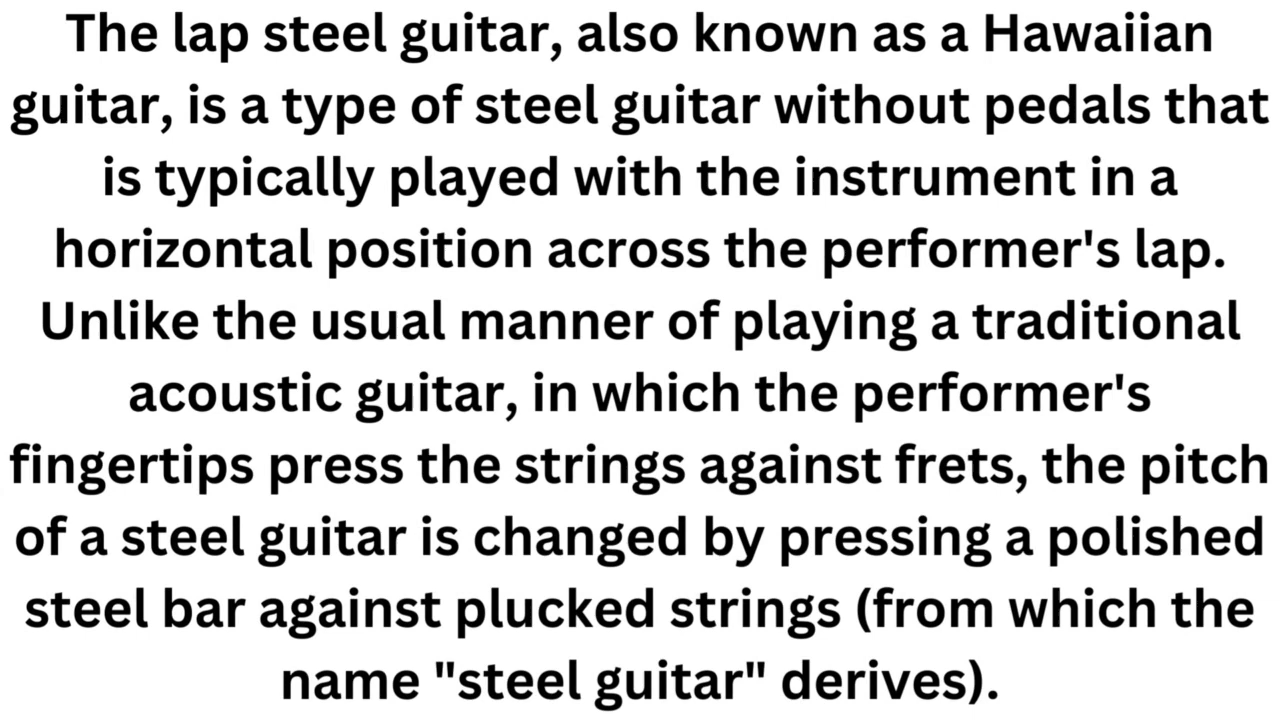 The lap steel guitar, also known as a Hawaiian
guitar, is a type of steel guitar without pedals that
is typically played with the instrument in a
horizontal position across the performer's lap.
Unlike the usual manner of playing a traditional
acoustic guitar, in which the performer's
fingertips press the strings against frets, the pitch
of a steel guitar is changed by pressing a polished
steel bar against plucked strings (from which the
name "steel guitar" derives).